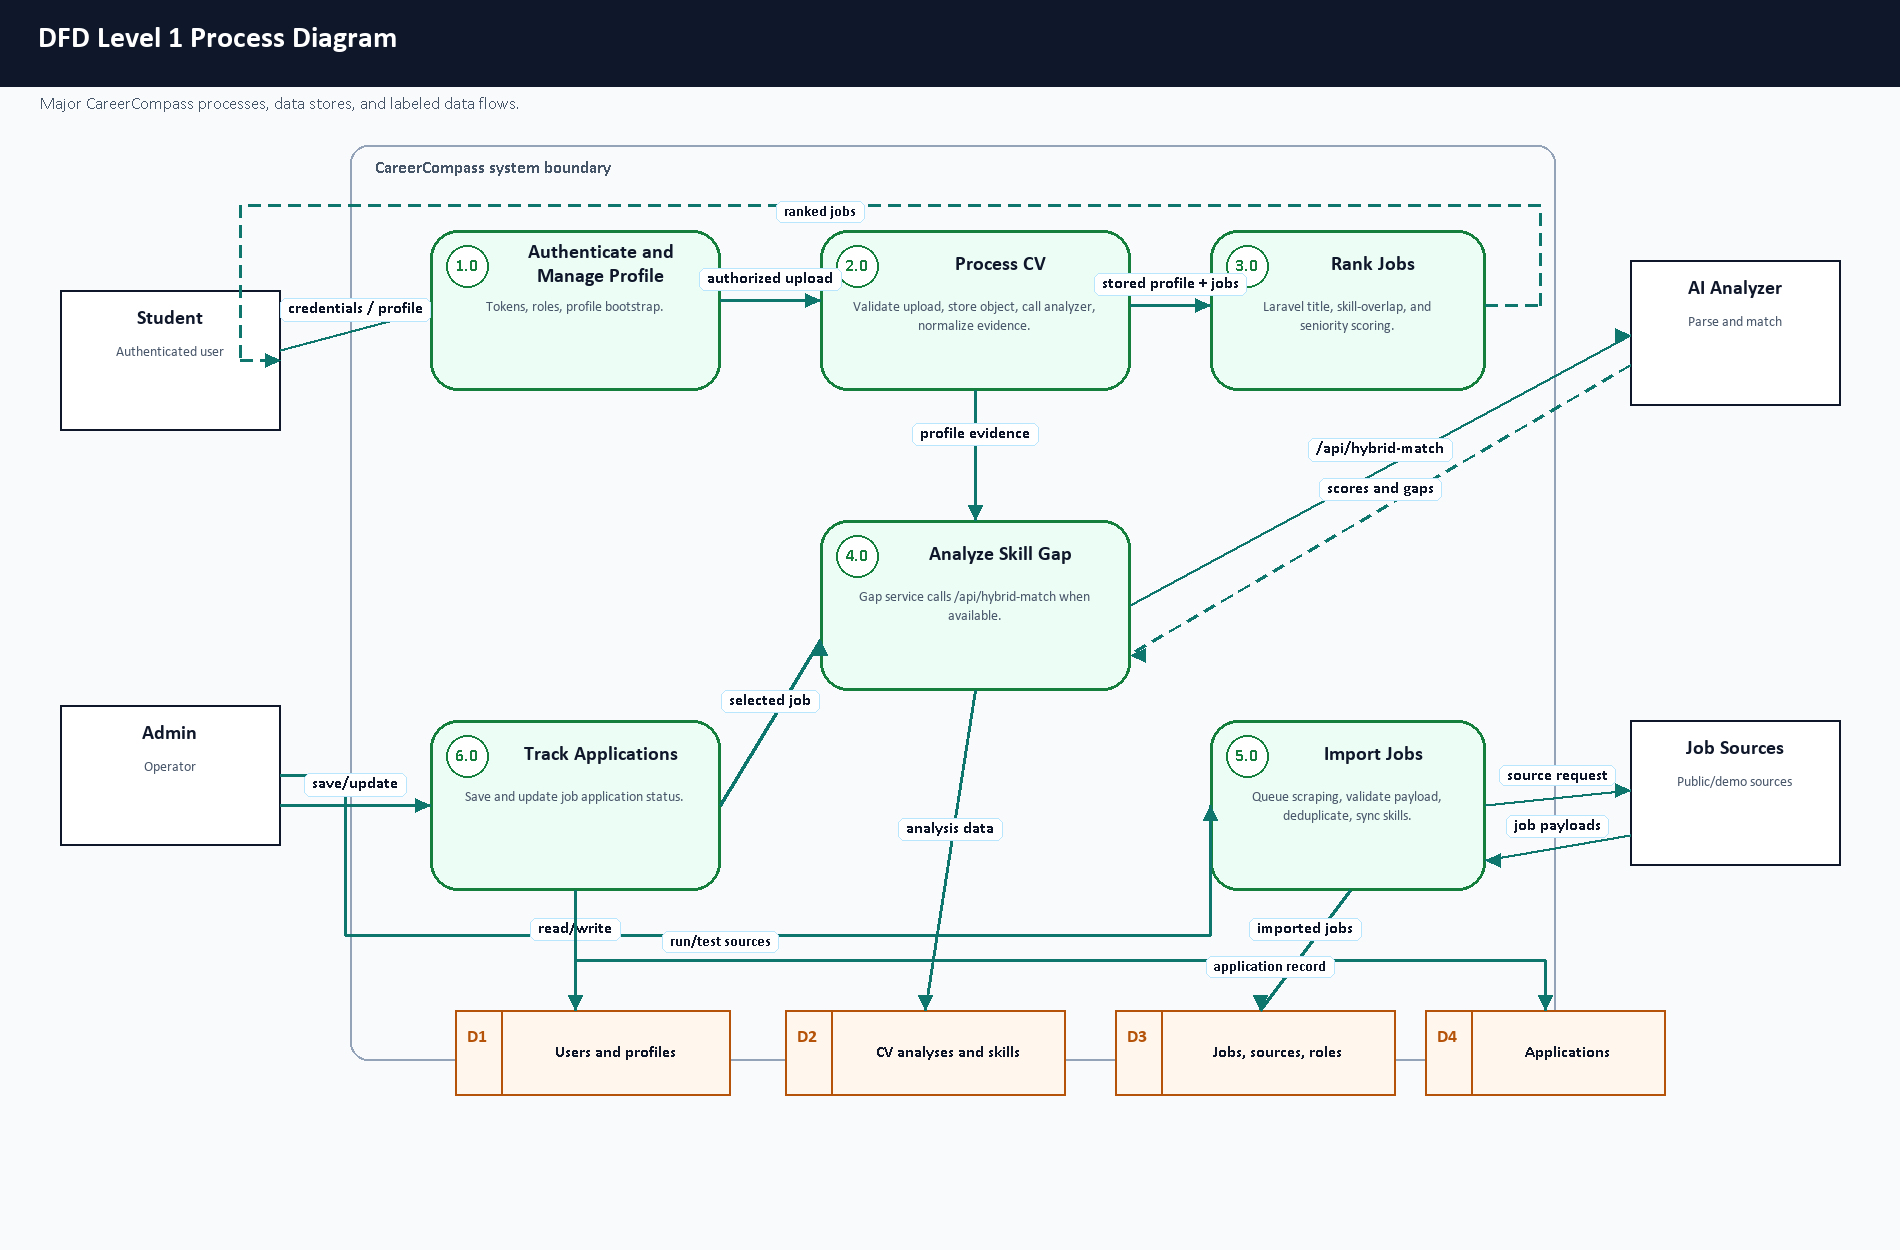 DFD Level 1 Process Diagram
Major CareerCompass processes, data stores, and labeled data flows.
CareerCompass system boundary
ranked jobs
1.0
Authenticate and
Manage Profile
Tokens, roles, profile bootstrap.
authorized upload
2.0
Process CV
Validate upload, store object, call analyzer,
normalize evidence.
stored profile + jobs
3.0
Rank Jobs
Laravel title, skill-overlap, and
seniority scoring.
AI Analyzer
Parse and match
Student
Authenticated user
credentials / profile
profile evidence
/api/hybrid-match
scores and gaps
4.0
Analyze Skill Gap
Gap service calls /api/hybrid-match when
available.
selected job
Admin
Operator
save/update
6.0
Track Applications
Save and update job application status.
5.0
Import Jobs
Queue scraping, validate payload,
deduplicate, sync skills.
source request
job payloads
Job Sources
Public/demo sources
analysis data
read/write
run/test sources
imported jobs
application record
D1
Users and profiles
D2
CV analyses and skills
D3
Jobs, sources, roles
D4
Applications